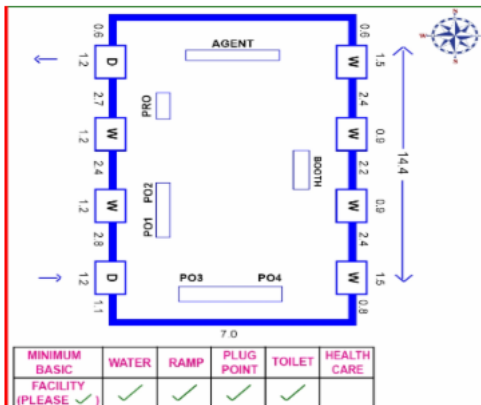 0.6
0.6
AGENT
1.2 D
W 1.5
2.7
PRO
2.4
14.4
1.2 W
W 0.9
2.4
BOOTH
2.2
PO2
1.2 W
W 0.9
PO1
2.8
2.4
PO3 PO4
1.2 D
W 1.5
1.1
0.8
7.0
MINIMUM BASIC FACILITY (PLEASE ✓) WATER RAMP PLUG POINT TOILET HEALTH CARE
✓ ✓ ✓ ✓